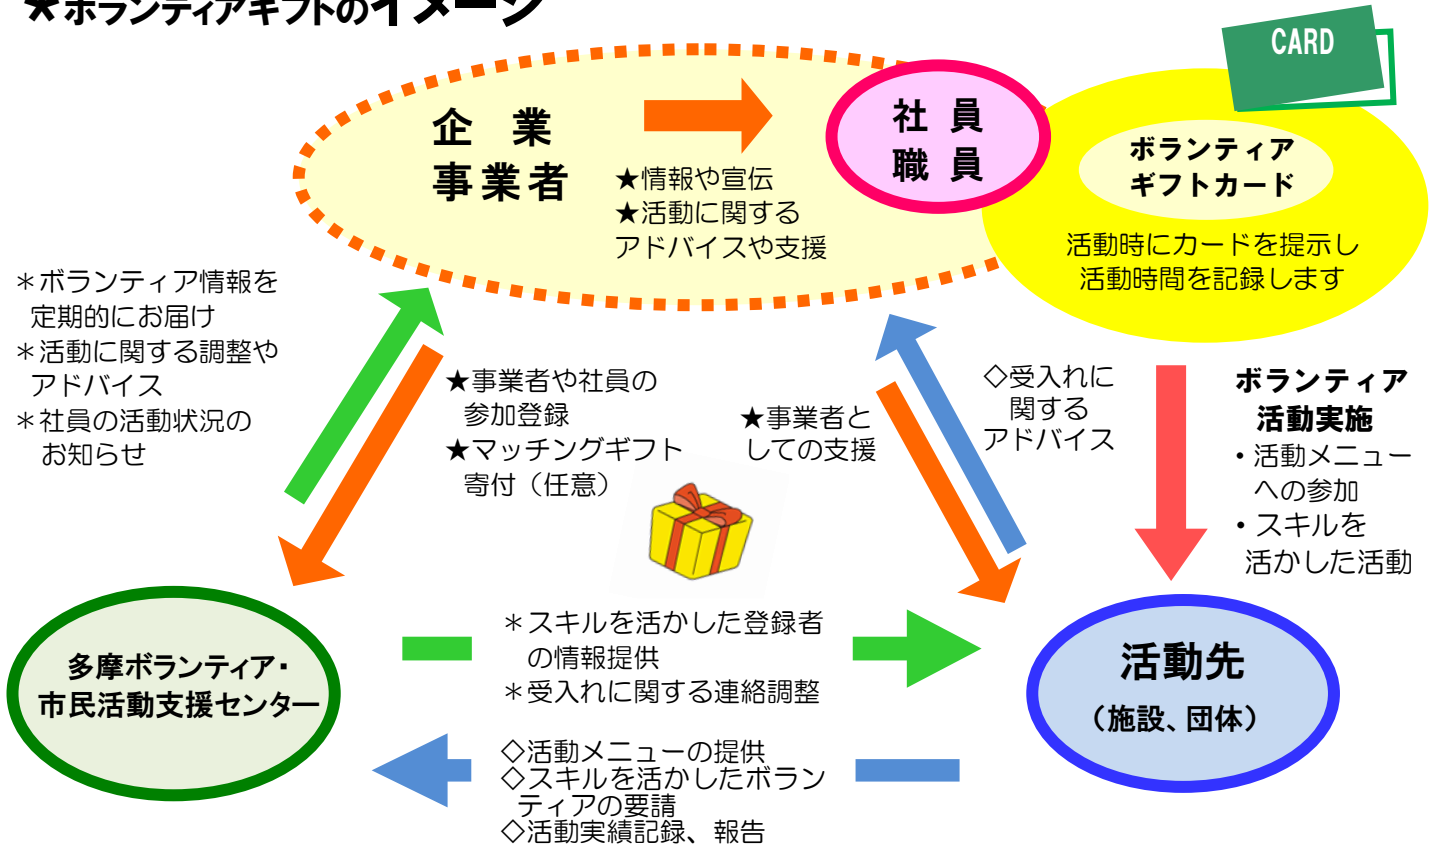 ★ボランティアギフトのイメージ
CARD
企　業
事業者
社 員
職 員
★情報や宣伝
★活動に関する
アドバイスや支援
ボランティア
ギフトカード
活動時にカードを提示し
活動時間を記録します
＊ボランティア情報を
定期的にお届け
＊活動に関する調整や
アドバイス
＊社員の活動状況の
お知らせ
★事業者や社員の
参加登録
★マッチングギフト
寄付（任意）
★事業者と
しての支援
◇受入れに
関する
アドバイス
ボランティア
活動実施
・活動メニュー
への参加
・スキルを
活かした活動
多摩ボランティア・
市民活動支援センター
＊スキルを活かした登録者
の情報提供
＊受入れに関する連絡調整
活動先
（施設、団体）
◇活動メニューの提供
◇スキルを活かしたボラン
ティアの要請
◇活動実績記録、報告